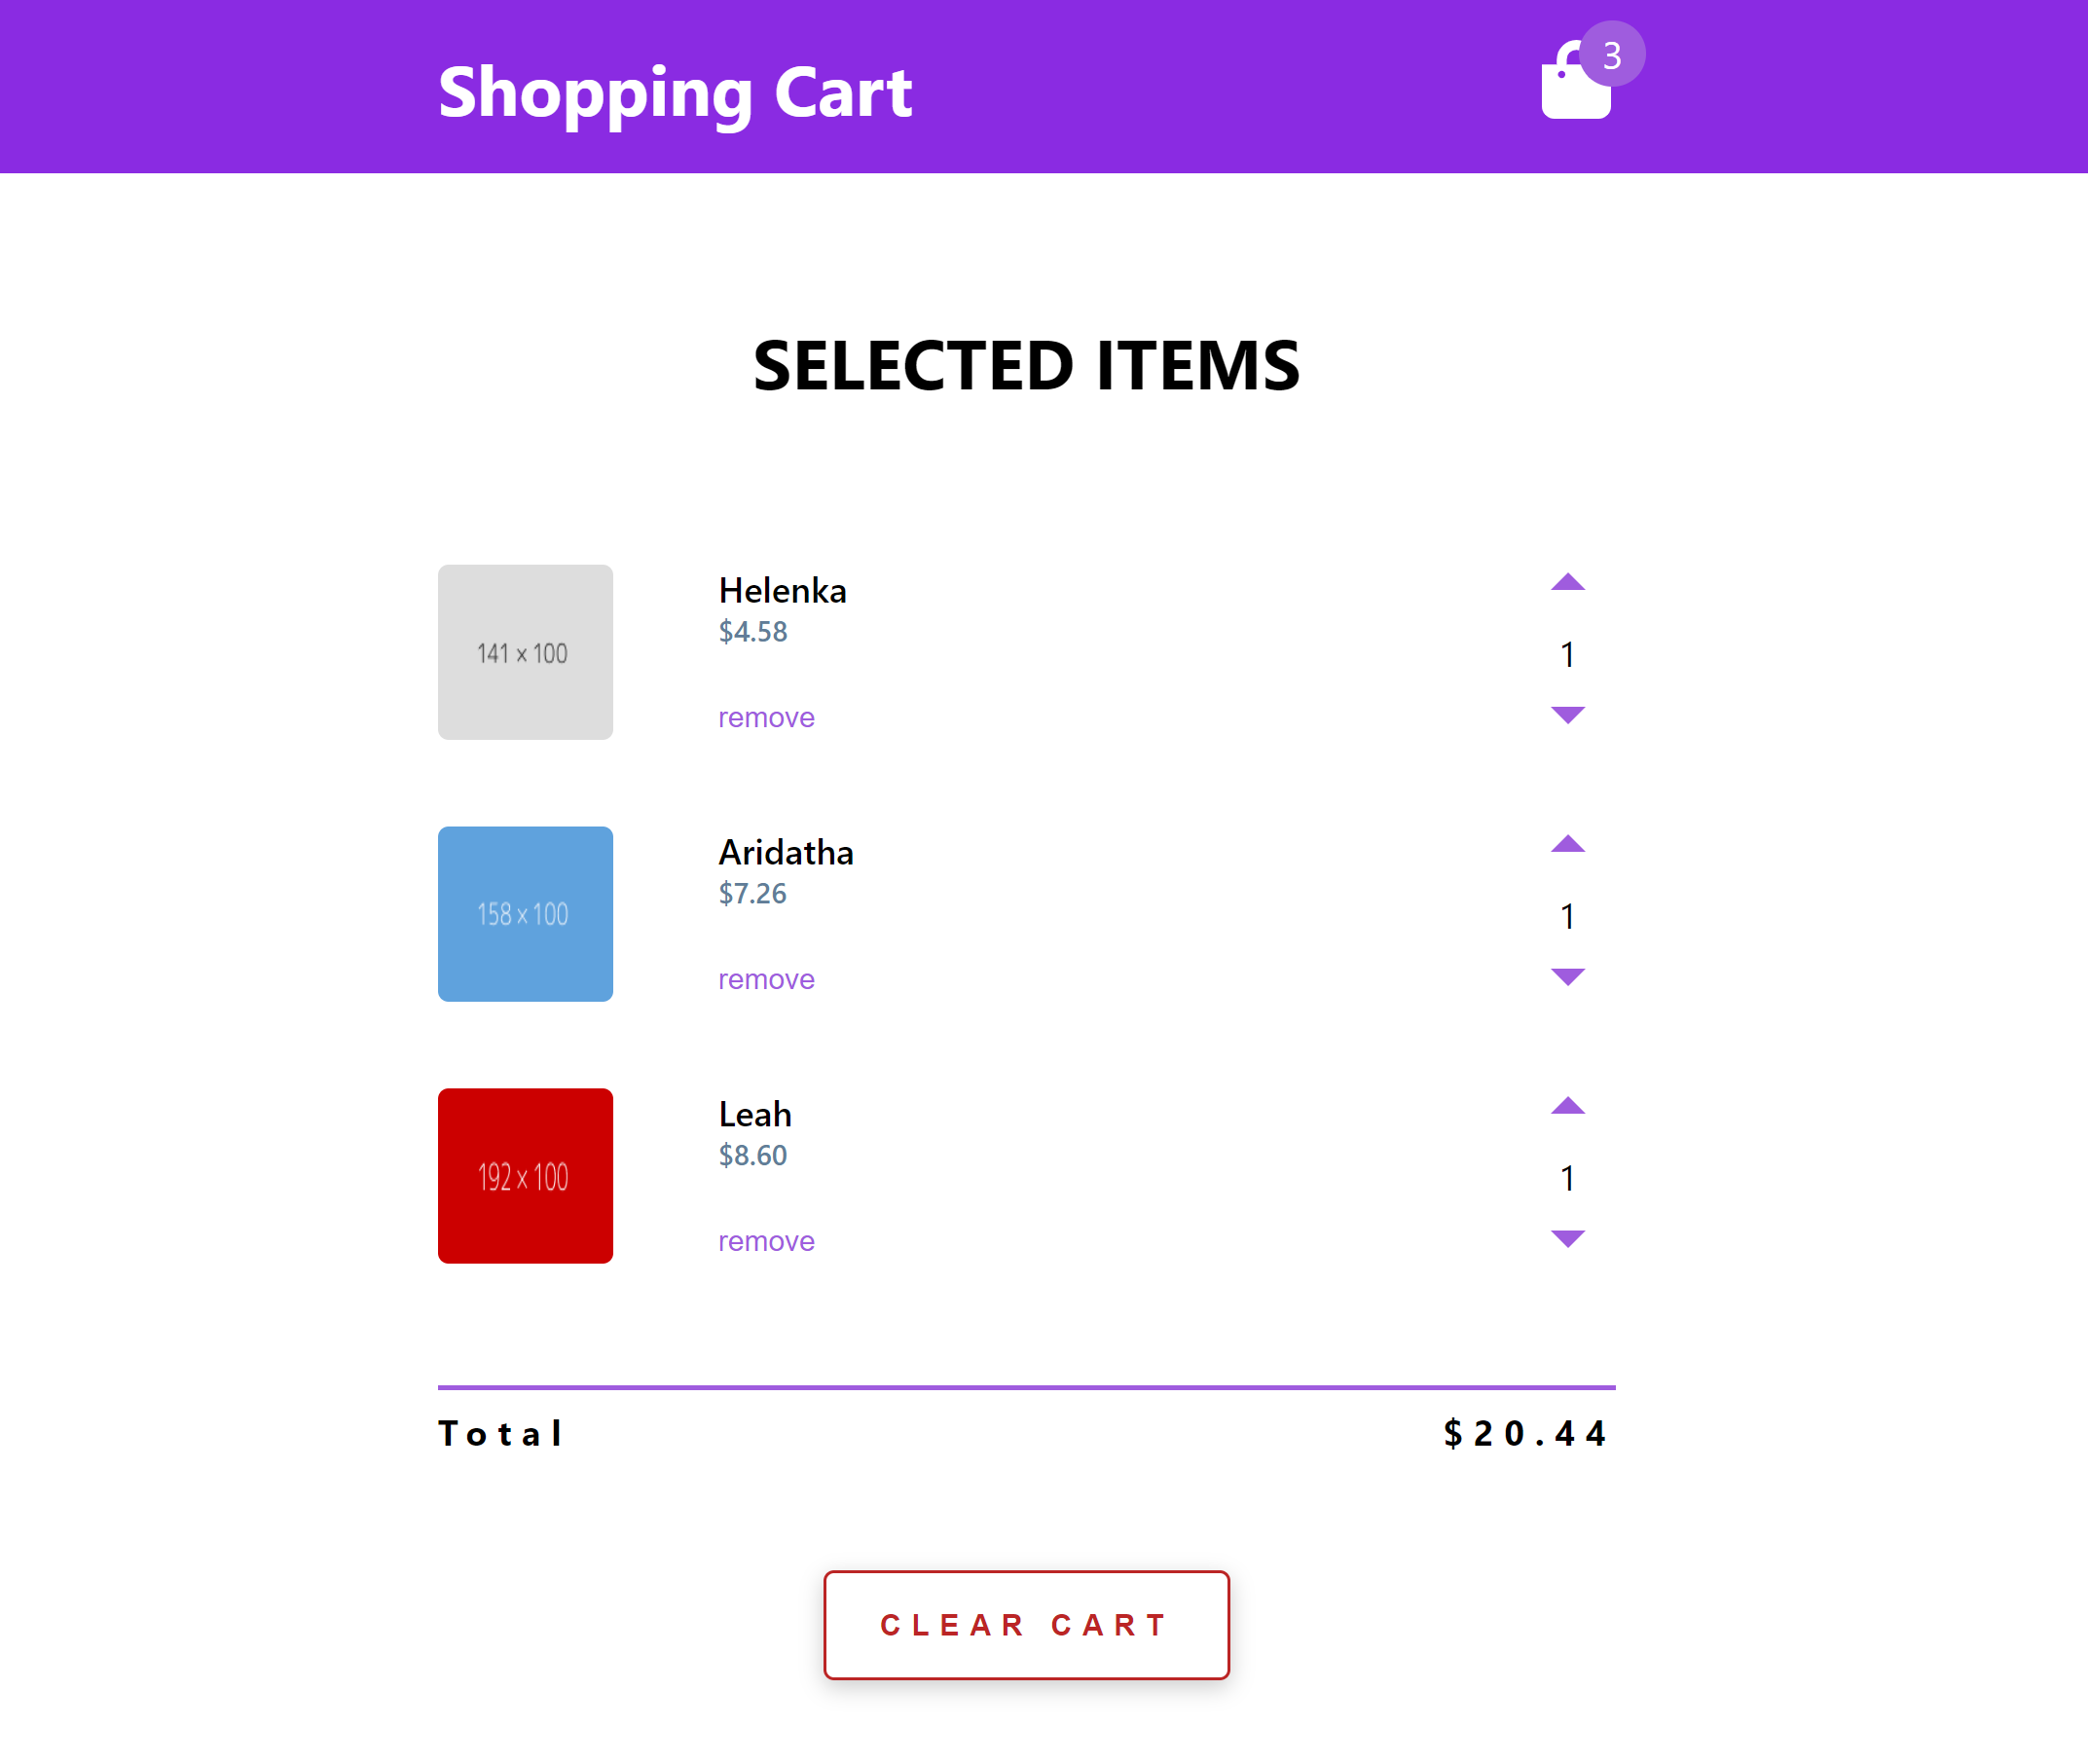 Shopping Cart
3
SELECTED ITEMS
141 × 100
Helenka
$4.58
remove
1
158 × 100
Aridatha
$7.26
remove
1
192 × 100
Leah
$8.60
remove
1
Total $20.44
CLEAR CART